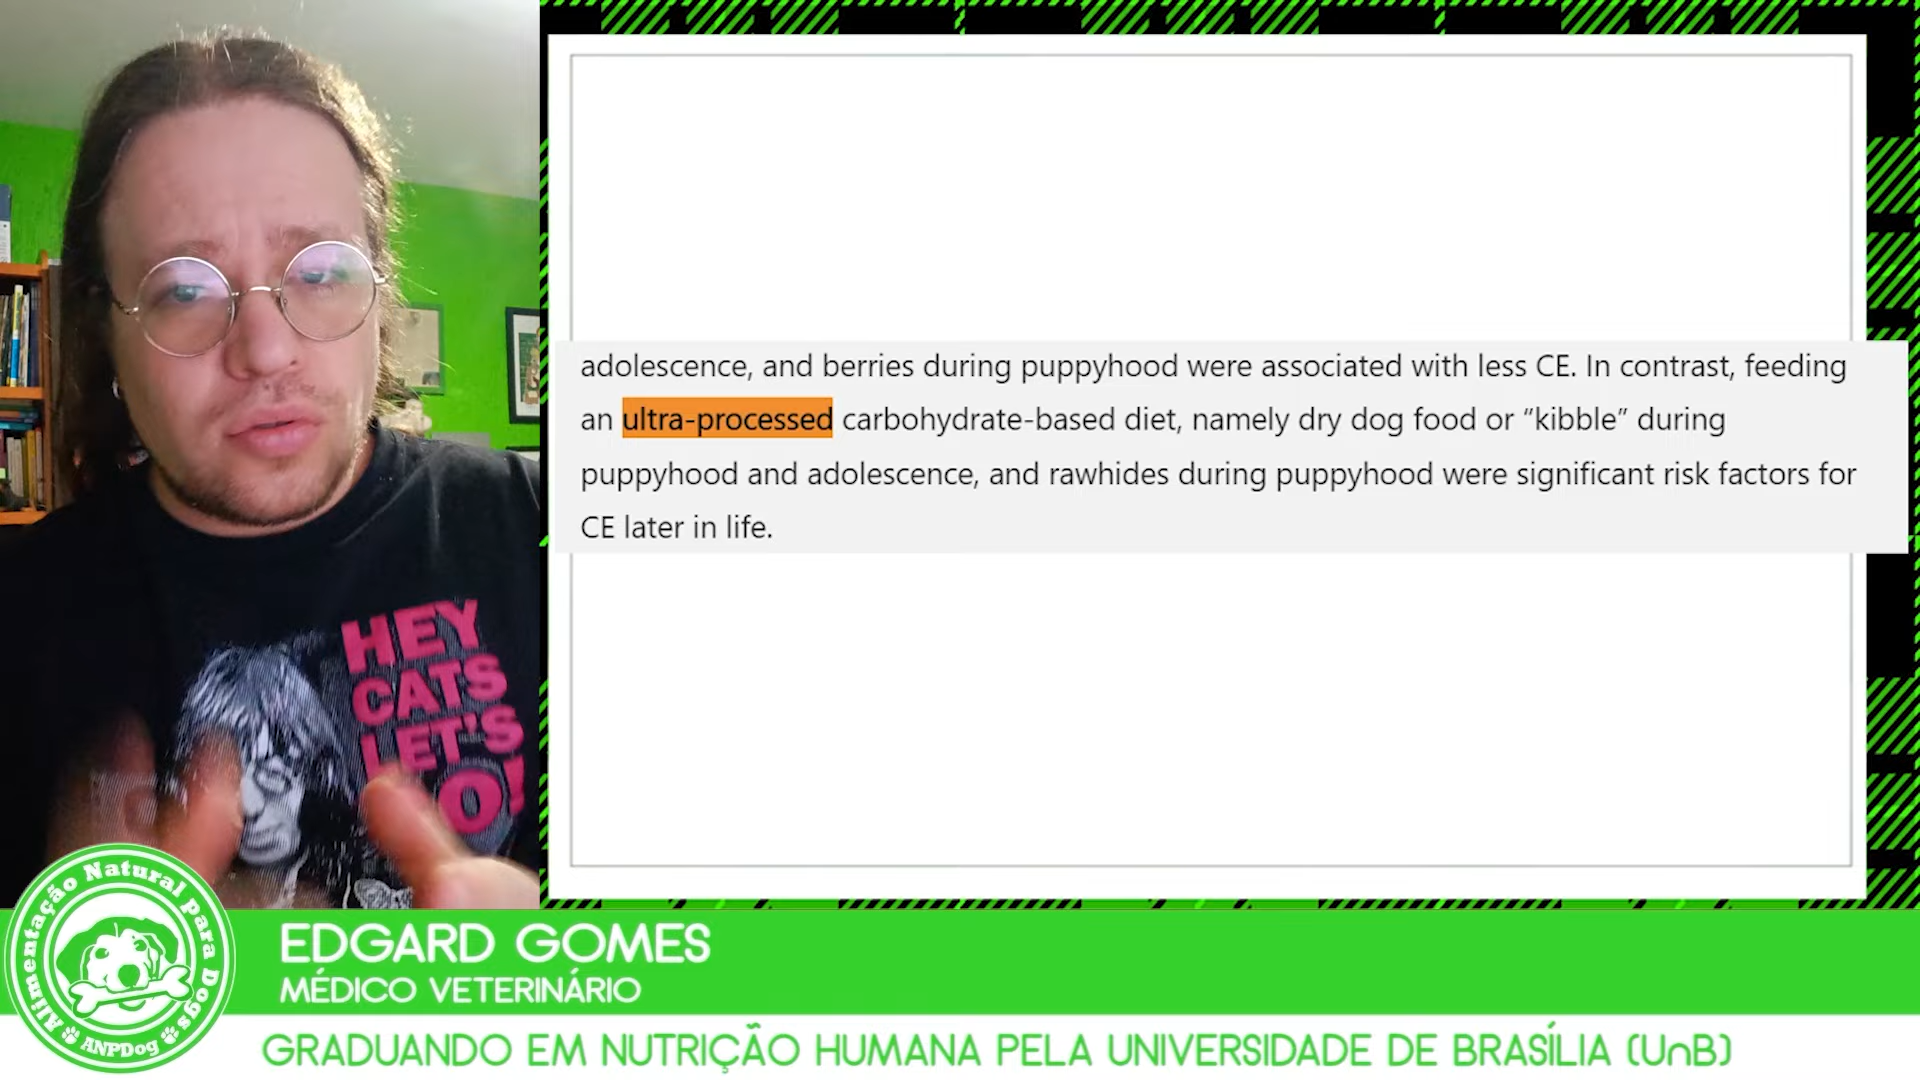 adolescence, and berries during puppyhood were associated with less CE. In contrast, feeding
an ultra-processed carbohydrate-based diet, namely dry dog food or “kibble” during
puppyhood and adolescence, and rawhides during puppyhood were significant risk factors for
CE later in life.
HEY
CATS
LET'S
O!
Alimentação Natural para Dogs
ANPDog
EDGARD GOMES
MÉDICO VETERINÁRIO
GRADUANDO EM NUTRIÇÃO HUMANA PELA UNIVERSIDADE DE BRASÍLIA (UnB)